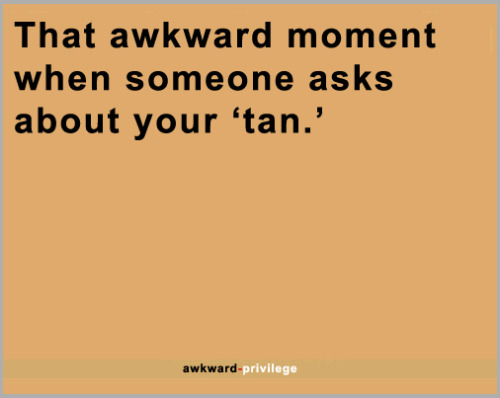 That awkward moment
when someone asks
about your ‘tan.’
awkward-privilege